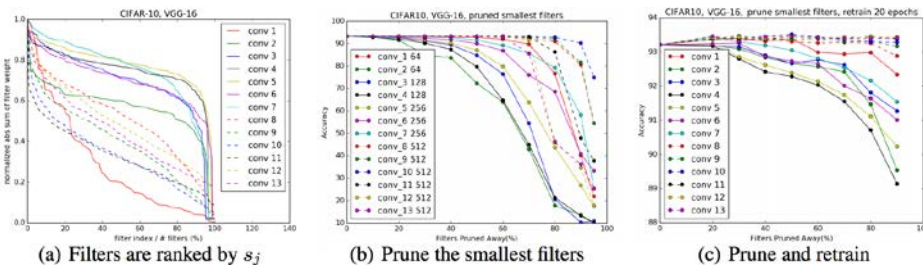 CIFAR-10, VGG-16
normalized abs sum of filter weight
1.0
0.8
0.6
0.4
0.2
0.0
0
20
40
60
80
100
120
140
filter index / # filters (%)
conv 1
conv 2
conv 3
conv 4
conv 5
conv 6
conv 7
conv 8
conv 9
conv 10
conv 11
conv 12
conv 13
(a) Filters are ranked by s_j
CIFAR10, VGG-16, pruned smallest filters
Accuracy
100
90
80
70
60
50
40
30
20
10
0
20
40
60
80
100
Filters Pruned Away(%)
conv_1 64
conv_2 64
conv_3 128
conv_4 128
conv_5 256
conv_6 256
conv_7 256
conv_8 512
conv_9 512
conv_10 512
conv_11 512
conv_12 512
conv_13 512
(b) Prune the smallest filters
CIFAR10, VGG-16, prune smallest filters, retrain 20 epochs
Accuracy
94
93
92
91
90
89
88
0
20
40
60
80
100
Filters Pruned Away(%)
conv 1
conv 2
conv 3
conv 4
conv 5
conv 6
conv 7
conv 8
conv 9
conv 10
conv 11
conv 12
conv 13
(c) Prune and retrain